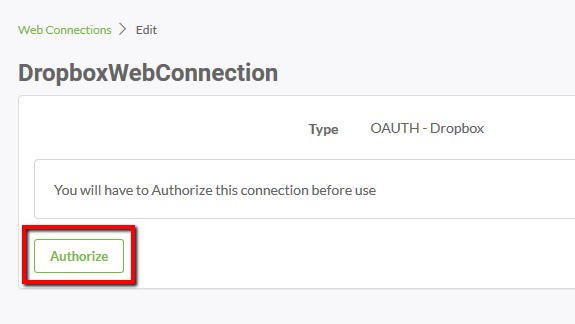 Web Connections > Edit
DropboxWebConnection
Type OAUTH - Dropbox
You will have to Authorize this connection before use
Authorize